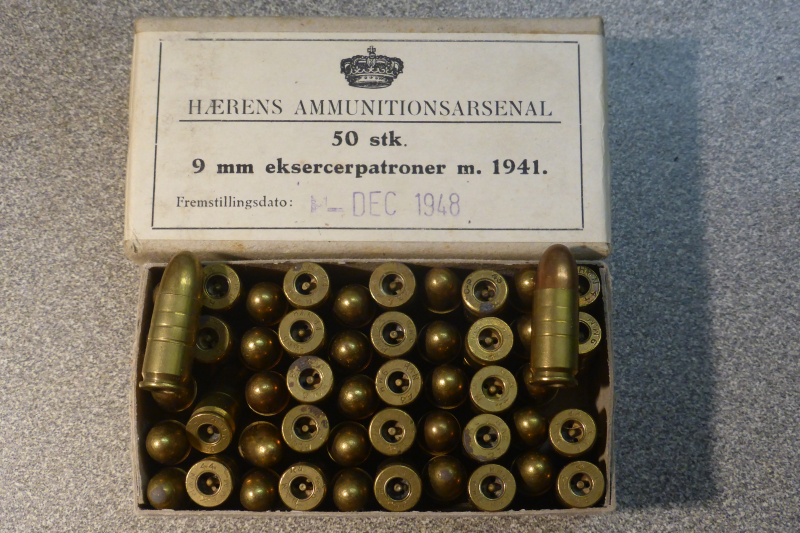 HÆRENS AMMUNITIONSARSENAL
50 stk.
9 mm eksercerpatroner m. 1941.
Fremstillingsdato: DEC 1948